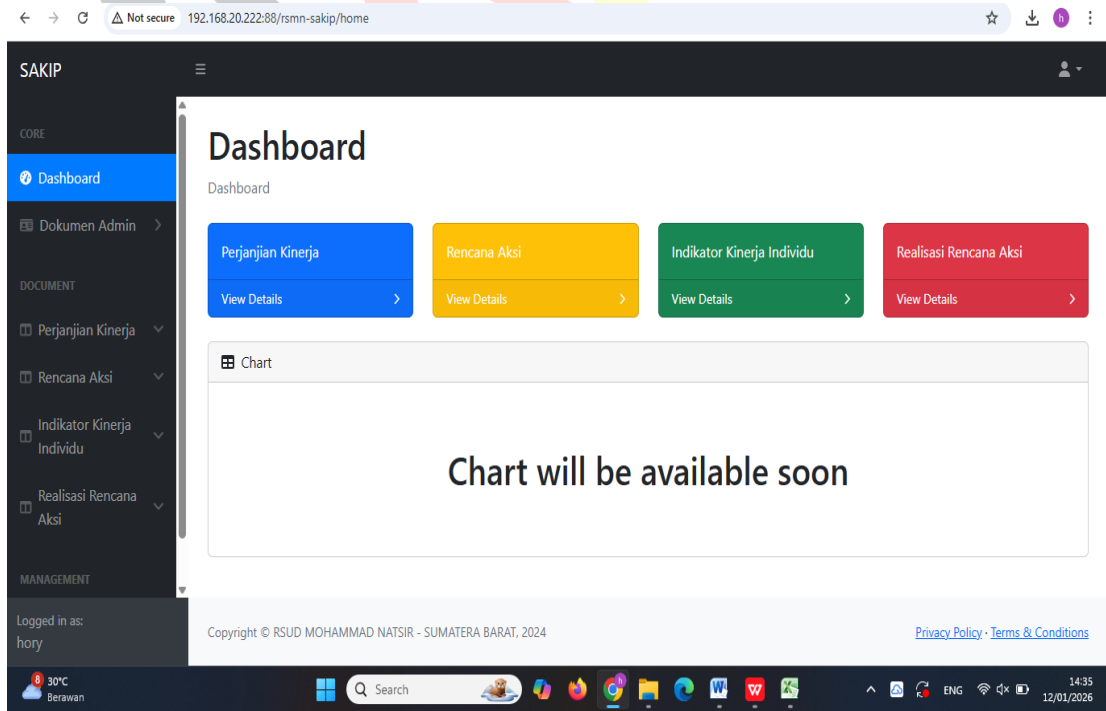 Not secure 192.168.20.222:88/rsmn-sakip/home
h
SAKIP
CORE
Dashboard
Dokumen Admin
DOCUMENT
Perjanjian Kinerja
Rencana Aksi
Indikator Kinerja
Individu
Realisasi Rencana
Aksi
MANAGEMENT
Logged in as:
hory
Dashboard
Dashboard
Perjanjian Kinerja
View Details
Rencana Aksi
View Details
Indikator Kinerja Individu
View Details
Realisasi Rencana Aksi
View Details
Chart
Chart will be available soon
Copyright © RSUD MOHAMMAD NATSIR - SUMATERA BARAT, 2024
Privacy Policy · Terms & Conditions
8
30°C
Berawan
Search
ENG
14:35
12/01/2026